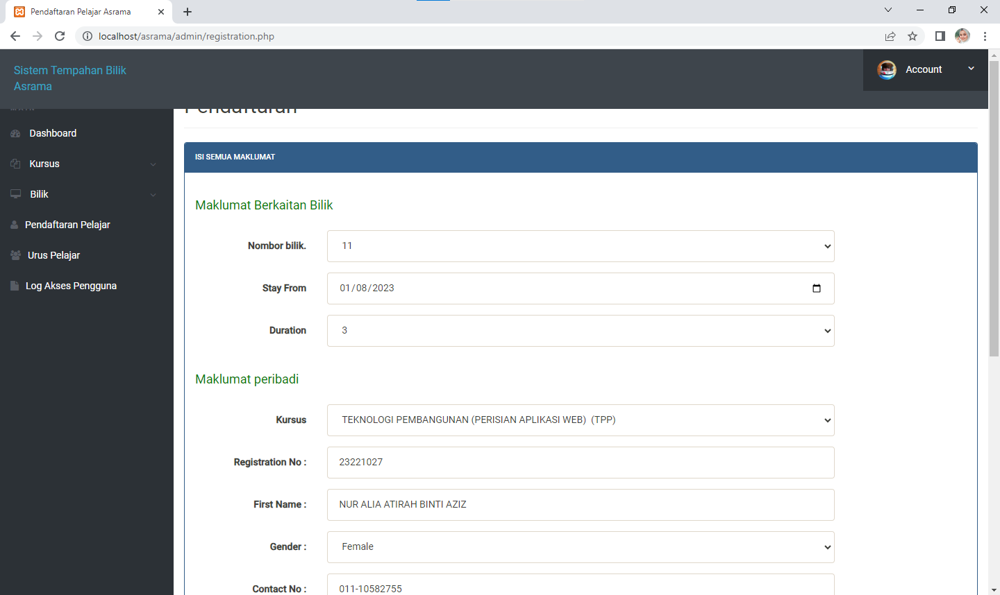 Pendaftaran Pelajar Asrama
localhost/asrama/admin/registration.php
Sistem Tempahan Bilik
Asrama
Account
Dashboard
Kursus
Bilik
Pendaftaran Pelajar
Urus Pelajar
Log Akses Pengguna
Pendaftaran
ISI SEMUA MAKLUMAT
Maklumat Berkaitan Bilik
Nombor bilik. 11
Stay From 01/08/2023
Duration 3
Maklumat peribadi
Kursus TEKNOLOGI PEMBANGUNAN (PERISIAN APLIKASI WEB) (TPP)
Registration No : 23221027
First Name : NUR ALIA ATIRAH BINTI AZIZ
Gender : Female
Contact No : 011-10582755